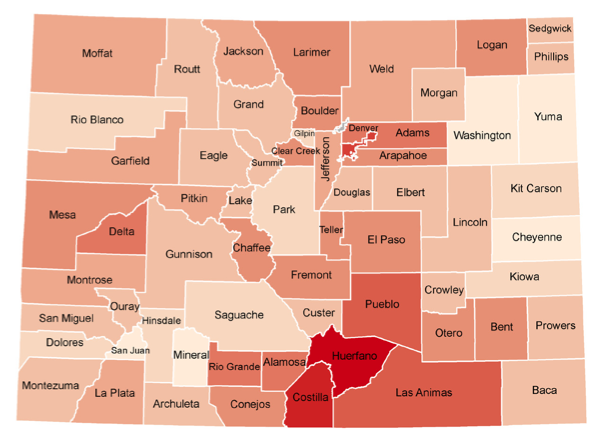 Sedgwick
Moffat
Jackson
Larimer
Logan
Phillips
Routt
Weld
Morgan
Grand
Boulder
Rio Blanco
Yuma
Gilpin
Denver
Adams
Washington
Eagle
Clear Creek
Jefferson
Arapahoe
Garfield
Summit
Kit Carson
Pitkin
Lake
Douglas
Elbert
Park
Lincoln
Mesa
Delta
Teller
El Paso
Cheyenne
Chaffee
Gunnison
Fremont
Kiowa
Montrose
Crowley
Ouray
Pueblo
Custer
Saguache
San Miguel
Hinsdale
Prowers
Bent
Otero
Dolores
San Juan
Mineral
Huerfano
Alamosa
Rio Grande
Montezuma
La Plata
Las Animas
Baca
Costilla
Archuleta
Conejos